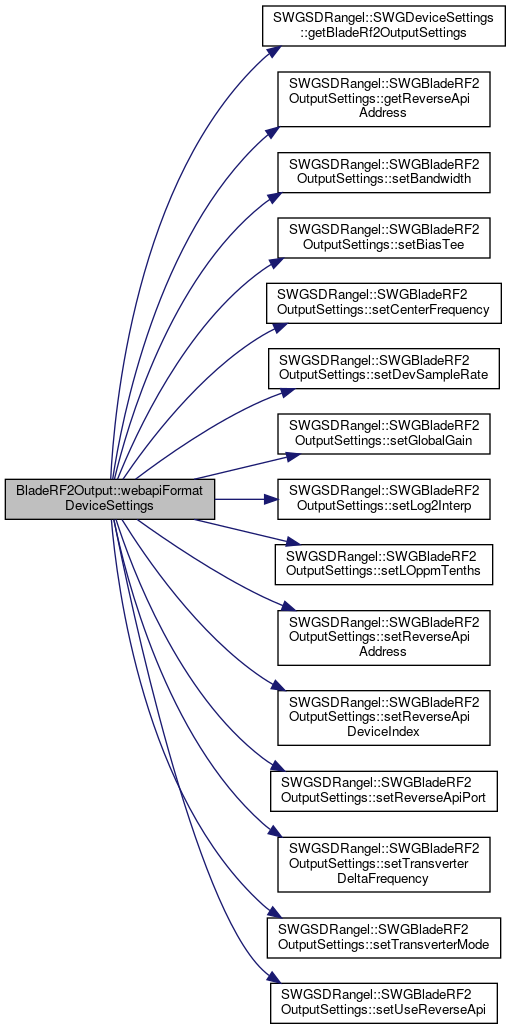 SWGSDRangel::SWGDeviceSettings
::getBladeRf2OutputSettings
SWGSDRangel::SWGBladeRF2
OutputSettings::getReverseApi
Address
SWGSDRangel::SWGBladeRF2
OutputSettings::setBandwidth
SWGSDRangel::SWGBladeRF2
OutputSettings::setBiasTee
SWGSDRangel::SWGBladeRF2
OutputSettings::setCenterFrequency
SWGSDRangel::SWGBladeRF2
OutputSettings::setDevSampleRate
SWGSDRangel::SWGBladeRF2
OutputSettings::setGlobalGain
BladeRF2Output::webapiFormat
DeviceSettings
SWGSDRangel::SWGBladeRF2
OutputSettings::setLog2Interp
SWGSDRangel::SWGBladeRF2
OutputSettings::setLOppmTenths
SWGSDRangel::SWGBladeRF2
OutputSettings::setReverseApi
Address
SWGSDRangel::SWGBladeRF2
OutputSettings::setReverseApi
DeviceIndex
SWGSDRangel::SWGBladeRF2
OutputSettings::setReverseApiPort
SWGSDRangel::SWGBladeRF2
OutputSettings::setTransverter
DeltaFrequency
SWGSDRangel::SWGBladeRF2
OutputSettings::setTransverterMode
SWGSDRangel::SWGBladeRF2
OutputSettings::setUseReverseApi